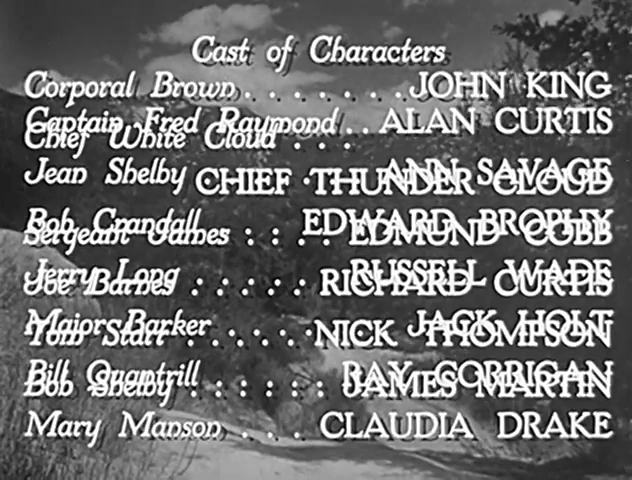 Cast of Characters
Corporal Brown . . . . . . . JOHN KING
Captain Fred Raymond . . ALAN CURTIS
Chief White Cloud . . .
Jean Shelby . . ANN SAVAGE
CHIEF THUNDER CLOUD
Bob Crandall EDWARD BROPHY
Sergeant James . . . . EDMUND COBB
Jerry Long RUSSELL WADE
Joe Barnes . . . . . RICHARD CURTIS
Major Barker JACK HOLT
Tom Starr . . . . . . NICK THOMPSON
Bill Quantrill RAY CORRIGAN
Bob Shelby . . . . . . JAMES MARTIN
Mary Manson . . . CLAUDIA DRAKE